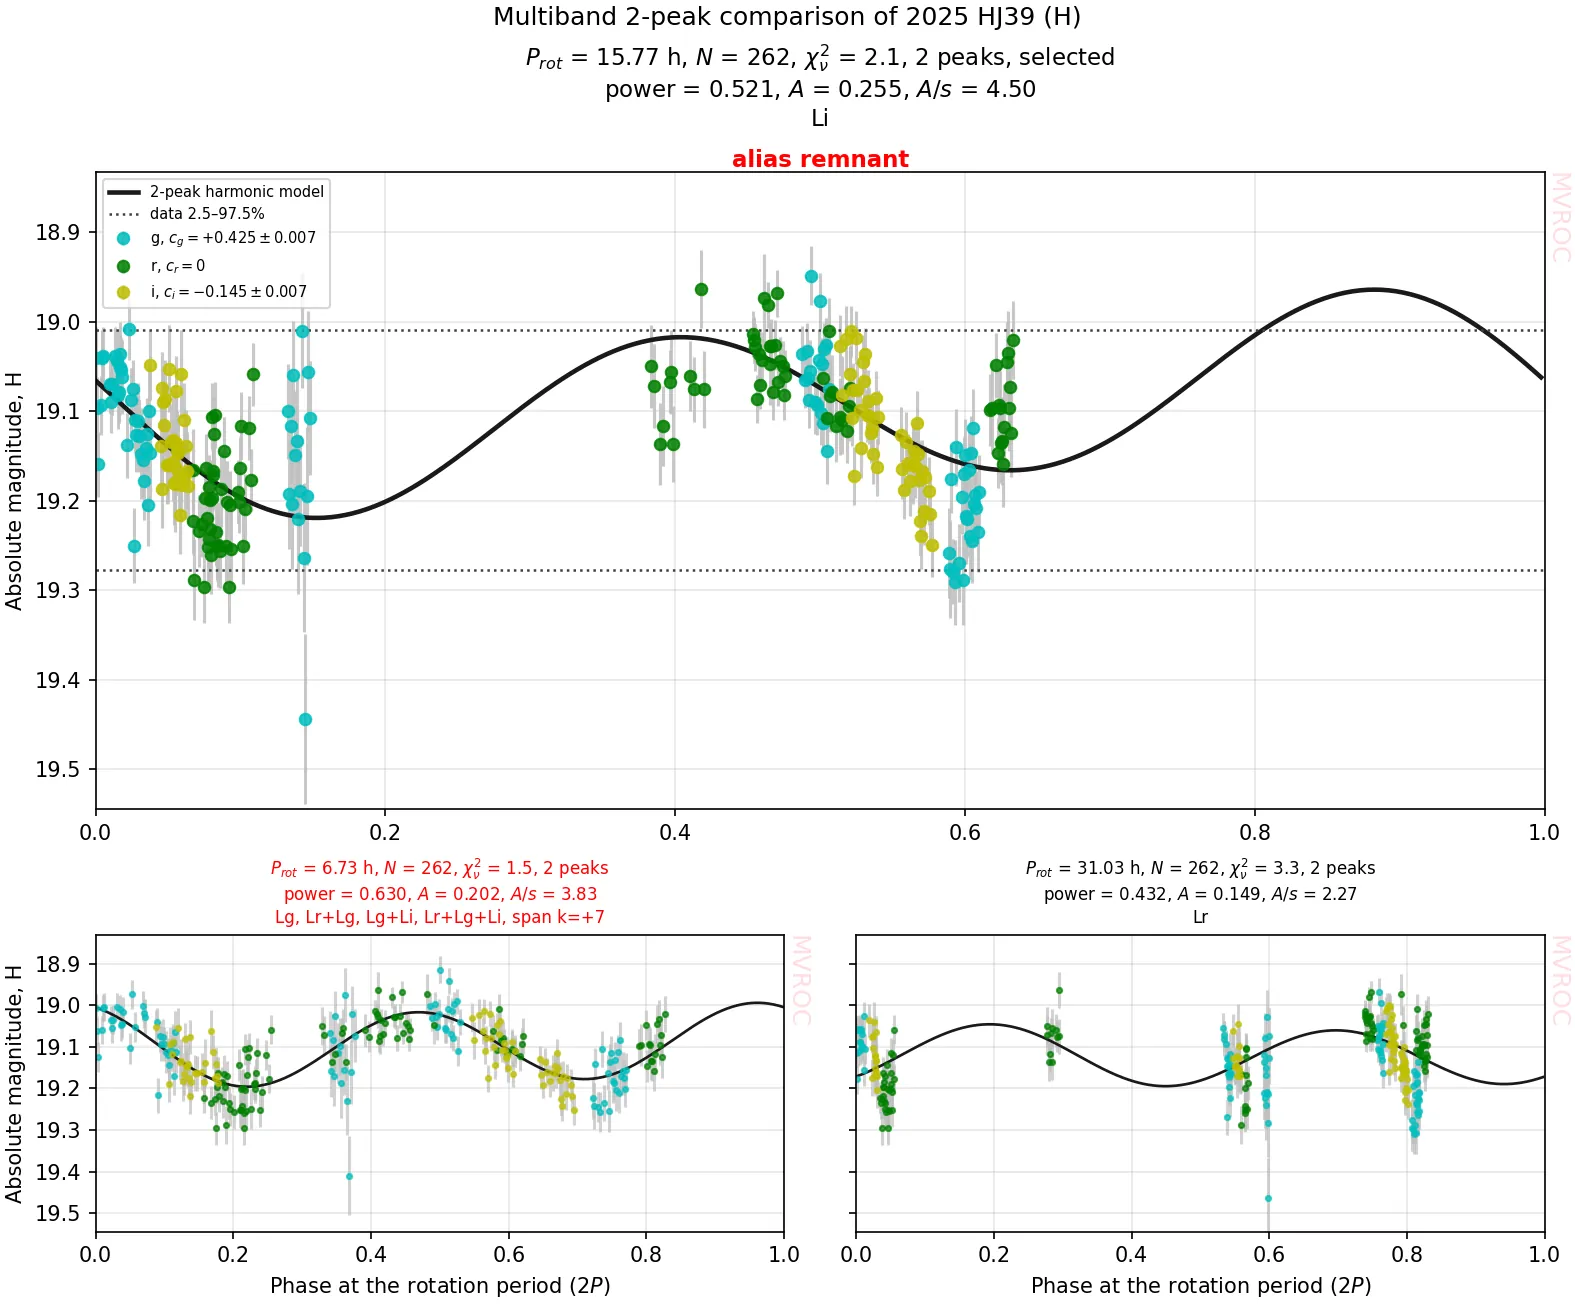 Multiband 2-peak comparison of 2025 HJ39 (H)
P_rot = 15.77 h, N = 262, χ²_ν = 2.1, 2 peaks, selected
power = 0.521, A = 0.255, A/s = 4.50
Li
alias remnant
2-peak harmonic model
data 2.5–97.5%
g, c_g = +0.425 ± 0.007
r, c_r = 0
i, c_i = −0.145 ± 0.007
MVROC
Absolute magnitude, H
18.9
19.0
19.1
19.2
19.3
19.4
19.5
0.0 0.2 0.4 0.6 0.8 1.0
P_rot = 6.73 h, N = 262, χ²_ν = 1.5, 2 peaks
power = 0.630, A = 0.202, A/s = 3.83
Lg, Lr+Lg, Lg+Li, Lr+Lg+Li, span k=+7
MVROC
Absolute magnitude, H
18.9
19.0
19.1
19.2
19.3
19.4
19.5
0.0 0.2 0.4 0.6 0.8 1.0
Phase at the rotation period (2P)
P_rot = 31.03 h, N = 262, χ²_ν = 3.3, 2 peaks
power = 0.432, A = 0.149, A/s = 2.27
Lr
MVROC
0.0 0.2 0.4 0.6 0.8 1.0
Phase at the rotation period (2P)